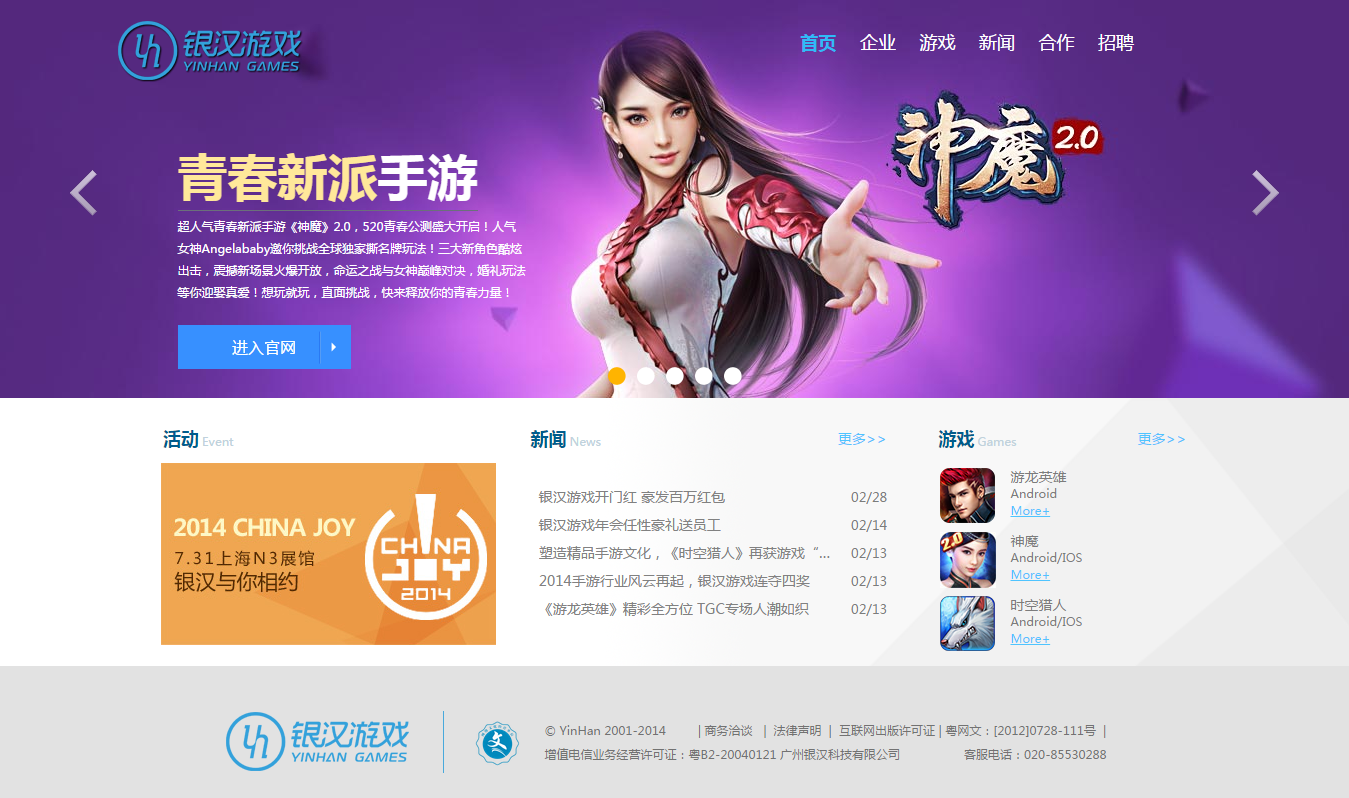 银汉游戏
YINHAN GAMES
首页 企业 游戏 新闻 合作 招聘
神魔 2.0
青春新派手游
超人气青春新派手游《神魔》2.0，520青春公测盛大开启！人气
女神Angelababy邀你挑战全球独家撕名牌玩法！三大新角色酷炫
出击，震撼新场景火爆开放，命运之战与女神巅峰对决，婚礼玩法
等你迎娶真爱！想玩就玩，直面挑战，快来释放你的青春力量！
进入官网
活动 Event
2014 CHINA JOY
7.31上海N3展馆
银汉与你相约
CHINA
JOY
2014
新闻 News 更多>>
银汉游戏开门红 豪发百万红包 02/28
银汉游戏年会任性豪礼送员工 02/14
塑造精品手游文化，《时空猎人》再获游戏“... 02/13
2014手游行业风云再起，银汉游戏连夺四奖 02/13
《游龙英雄》精彩全方位 TGC专场人潮如织 02/13
游戏 Games 更多>>
游龙英雄
Android
More+
2.0
神魔
Android/IOS
More+
时空猎人
Android/IOS
More+
银汉游戏
YINHAN GAMES
文
© YinHan 2001-2014 | 商务洽谈 | 法律声明 | 互联网出版许可证 | 粤网文：[2012]0728-111号 |
增值电信业务经营许可证：粤B2-20040121 广州银汉科技有限公司 客服电话：020-85530288